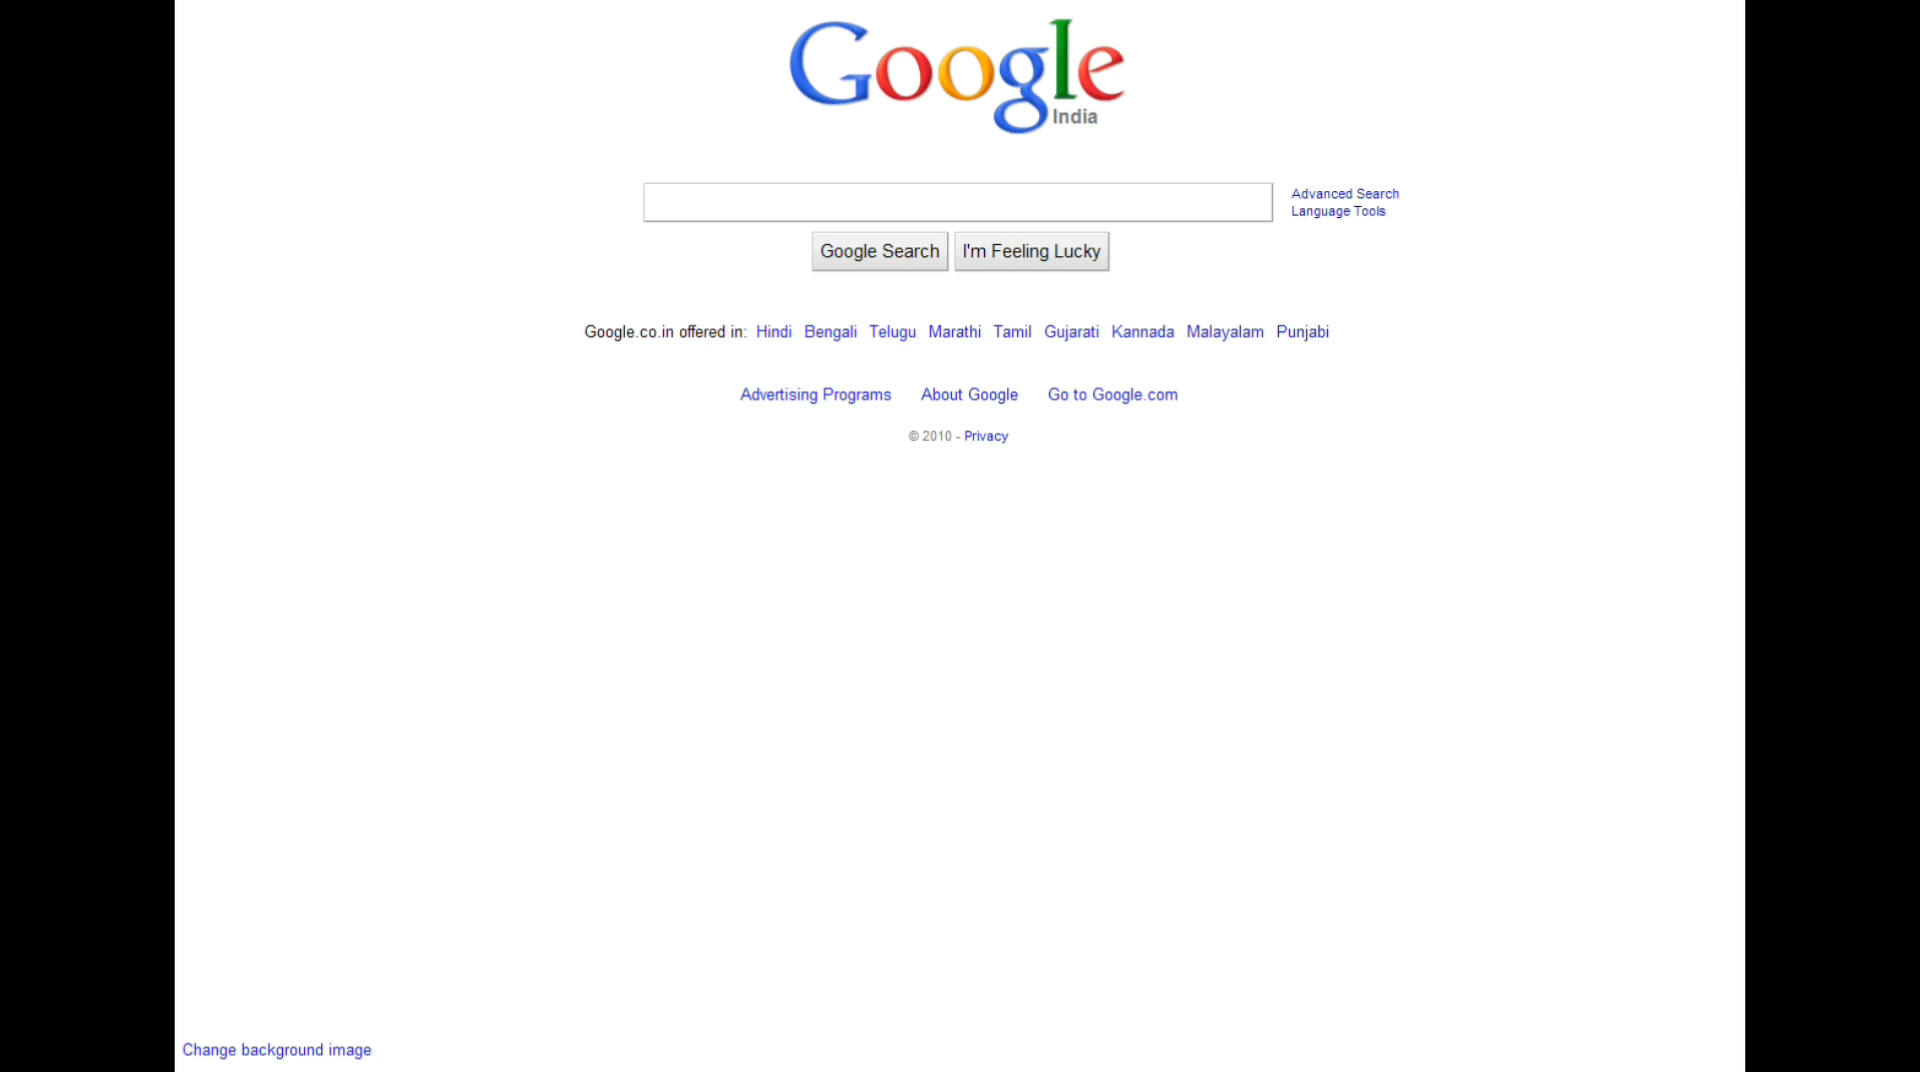 Google
India
Advanced Search
Language Tools
Google Search I'm Feeling Lucky
Google.co.in offered in: Hindi Bengali Telugu Marathi Tamil Gujarati Kannada Malayalam Punjabi
Advertising Programs About Google Go to Google.com
© 2010 - Privacy
Change background image